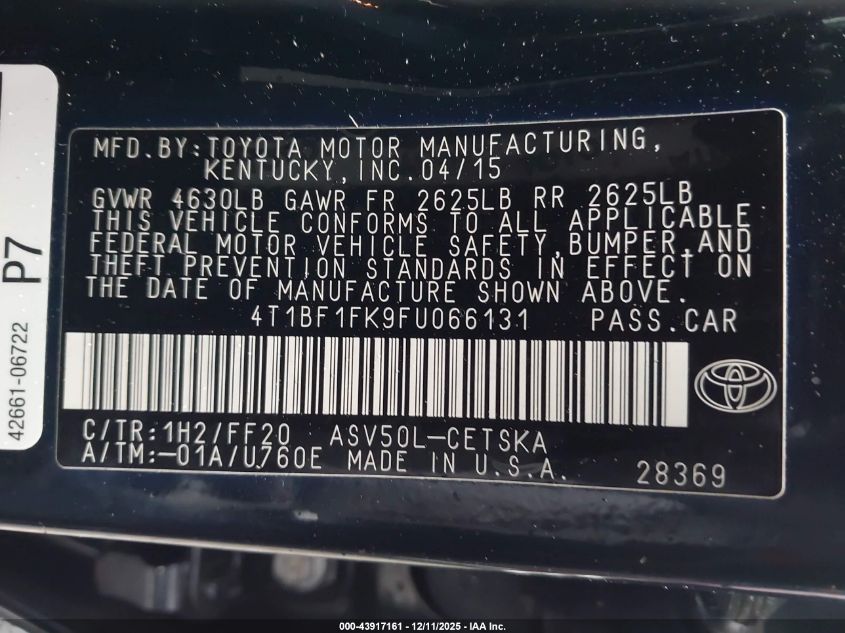 MFD.BY:TOYOTA MOTOR MANUFACTURING,
KENTUCKY,INC.04/15
GVWR 4630LB GAWR FR 2625LB RR 2625LB
THIS VEHICLE CONFORMS TO ALL APPLICABLE
FEDERAL MOTOR VEHICLE SAFETY,BUMPER,AND
THEFT PREVENTION STANDARDS IN EFFECT ON
THE DATE OF MANUFACTURE SHOWN ABOVE.
4T1BF1FK9FU066131 PASS.CAR
C/TR:1H2/FF20 ASV50L-CETSKA
A/TM:-01A/U760E MADE IN U.S.A. 28369
P7
42661-06722
000-43917161 - 12/11/2025 - IAA Inc.